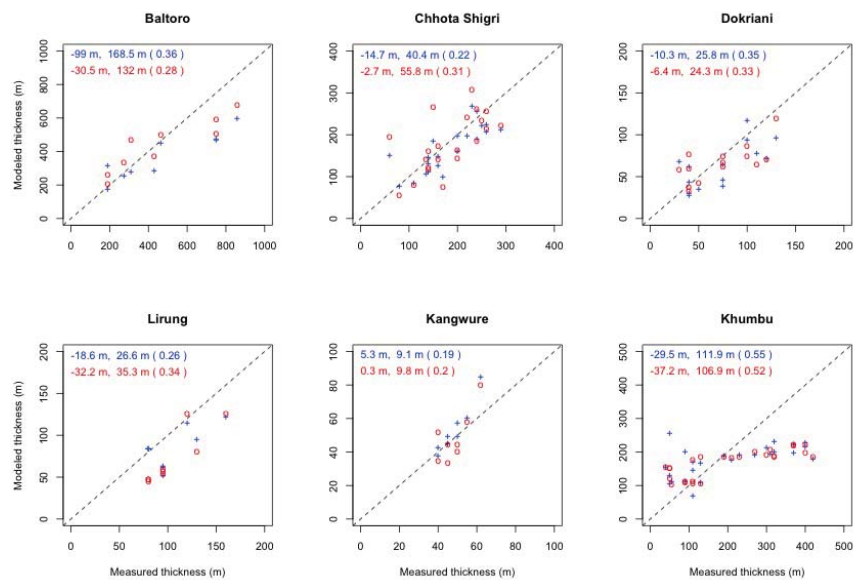 Baltoro
-99 m, 168.5 m ( 0.36 )
-30.5 m, 132 m ( 0.28 )
Modeled thickness (m)
0 200 400 600 800 1000
0 200 400 600 800 1000
Chhota Shigri
-14.7 m, 40.4 m ( 0.22 )
-2.7 m, 55.8 m ( 0.31 )
0 100 200 300 400
0 100 200 300 400
Dokriani
-10.3 m, 25.8 m ( 0.35 )
-6.4 m, 24.3 m ( 0.33 )
0 50 100 150 200
0 50 100 150 200
Lirung
-18.6 m, 26.6 m ( 0.26 )
-32.2 m, 35.3 m ( 0.34 )
Modeled thickness (m)
0 50 100 150 200
0 50 100 150 200
Measured thickness (m)
Kangwure
5.3 m, 9.1 m ( 0.19 )
0.3 m, 9.8 m ( 0.2 )
0 20 40 60 80 100
0 20 40 60 80 100
Measured thickness (m)
Khumbu
-29.5 m, 111.9 m ( 0.55 )
-37.2 m, 106.9 m ( 0.52 )
0 100 200 300 400 500
0 100 200 300 400 500
Measured thickness (m)